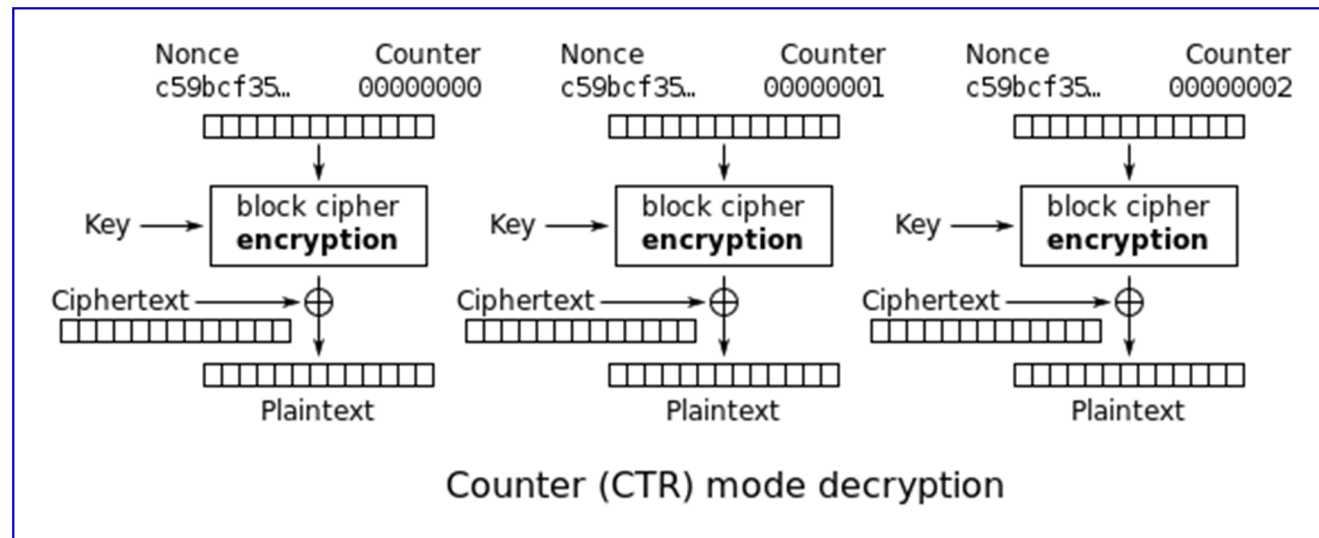 Nonce Counter Nonce Counter Nonce Counter
c59bcf35… 00000000 c59bcf35… 00000001 c59bcf35… 00000002
Key block cipher Key block cipher Key block cipher
encryption encryption encryption
Ciphertext Ciphertext Ciphertext
Plaintext Plaintext Plaintext
Counter (CTR) mode decryption